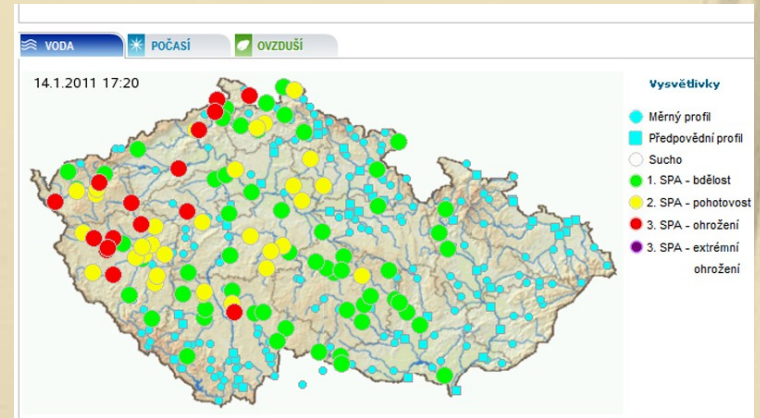 VODA
POČASÍ
OVZDUŠÍ
14.1.2011 17:20
Vysvětlivky
Měrný profil
Předpovědní profil
Sucho
1. SPA - bdělost
2. SPA - pohotovost
3. SPA - ohrožení
3. SPA - extrémní
ohrožení